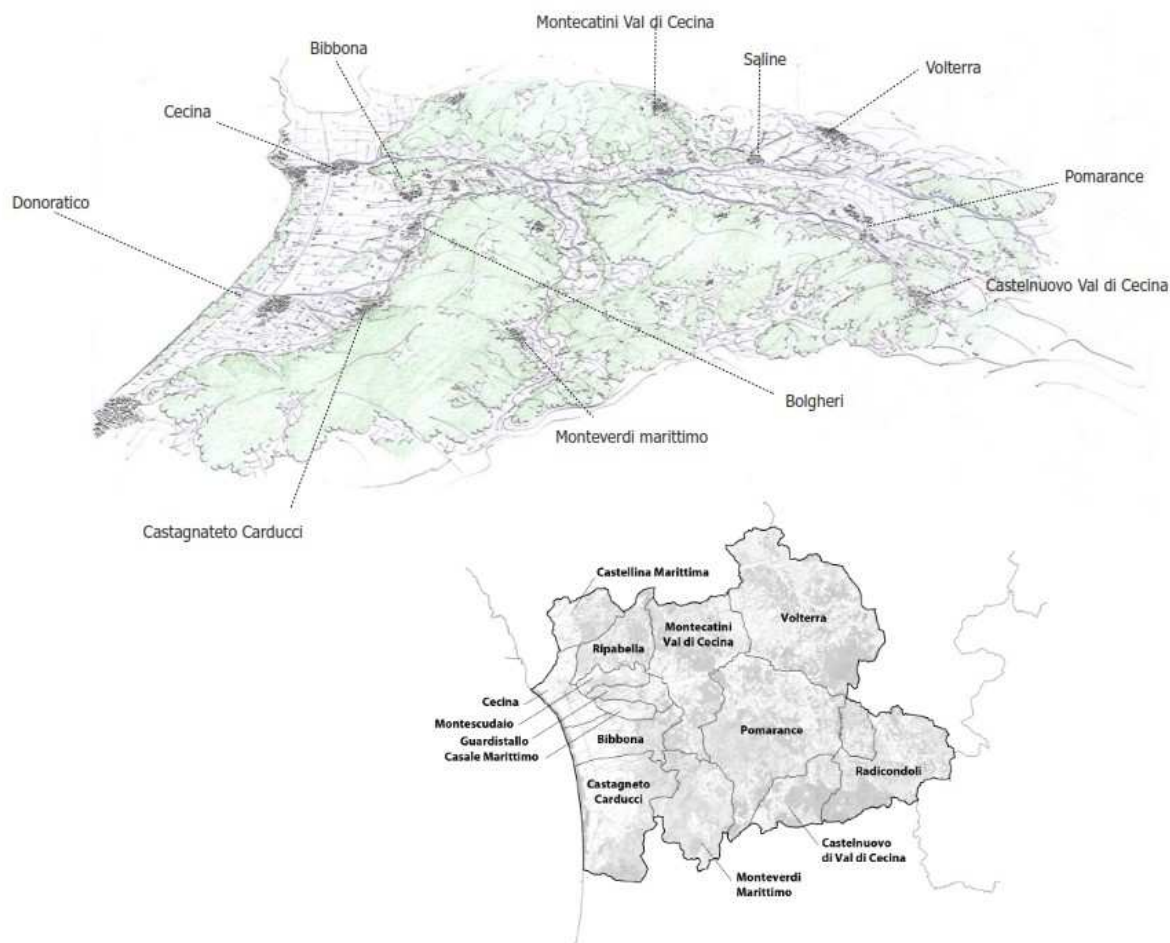 Montecatini Val di Cecina
Bibbona
Saline
Volterra
Cecina
Pomarance
Donoratico
Castelnuovo Val di Cecina
Bolgheri
Monteverdi marittimo
Castagnateto Carducci
Castellina Marittima
Volterra
Montecatini
Val di Cecina
Ripabella
Cecina
Montescudaio
Guardistallo
Casale Marittimo
Bibbona
Pomarance
Radicondoli
Castagneto
Carducci
Castelnuovo
di Val di Cecina
Monteverdi
Marittimo